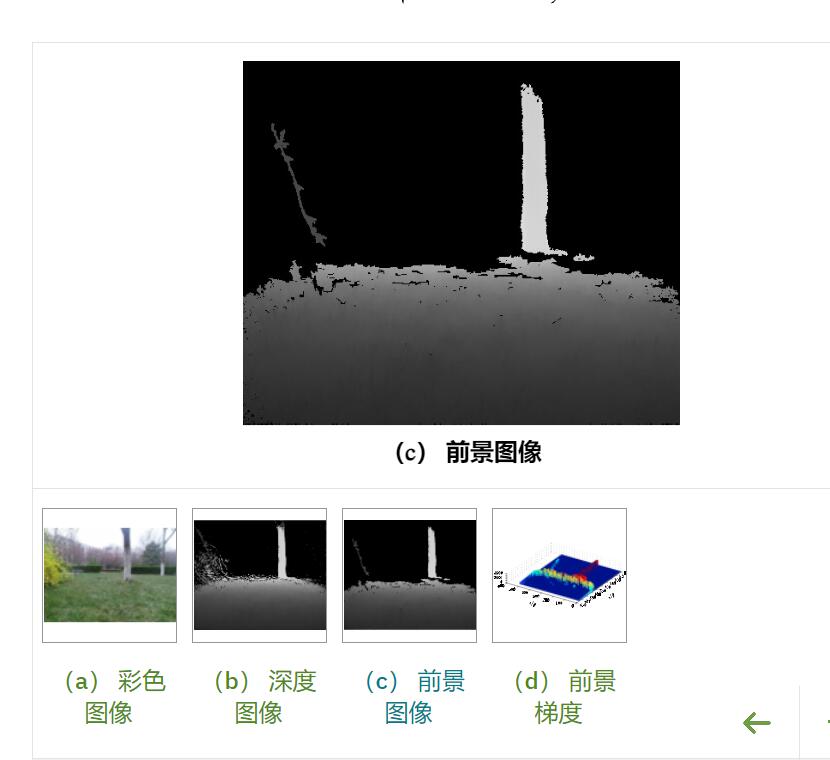 （c） 前景图像
（a） 彩色
图像
（b） 深度
图像
（c） 前景
图像
（d） 前景
梯度